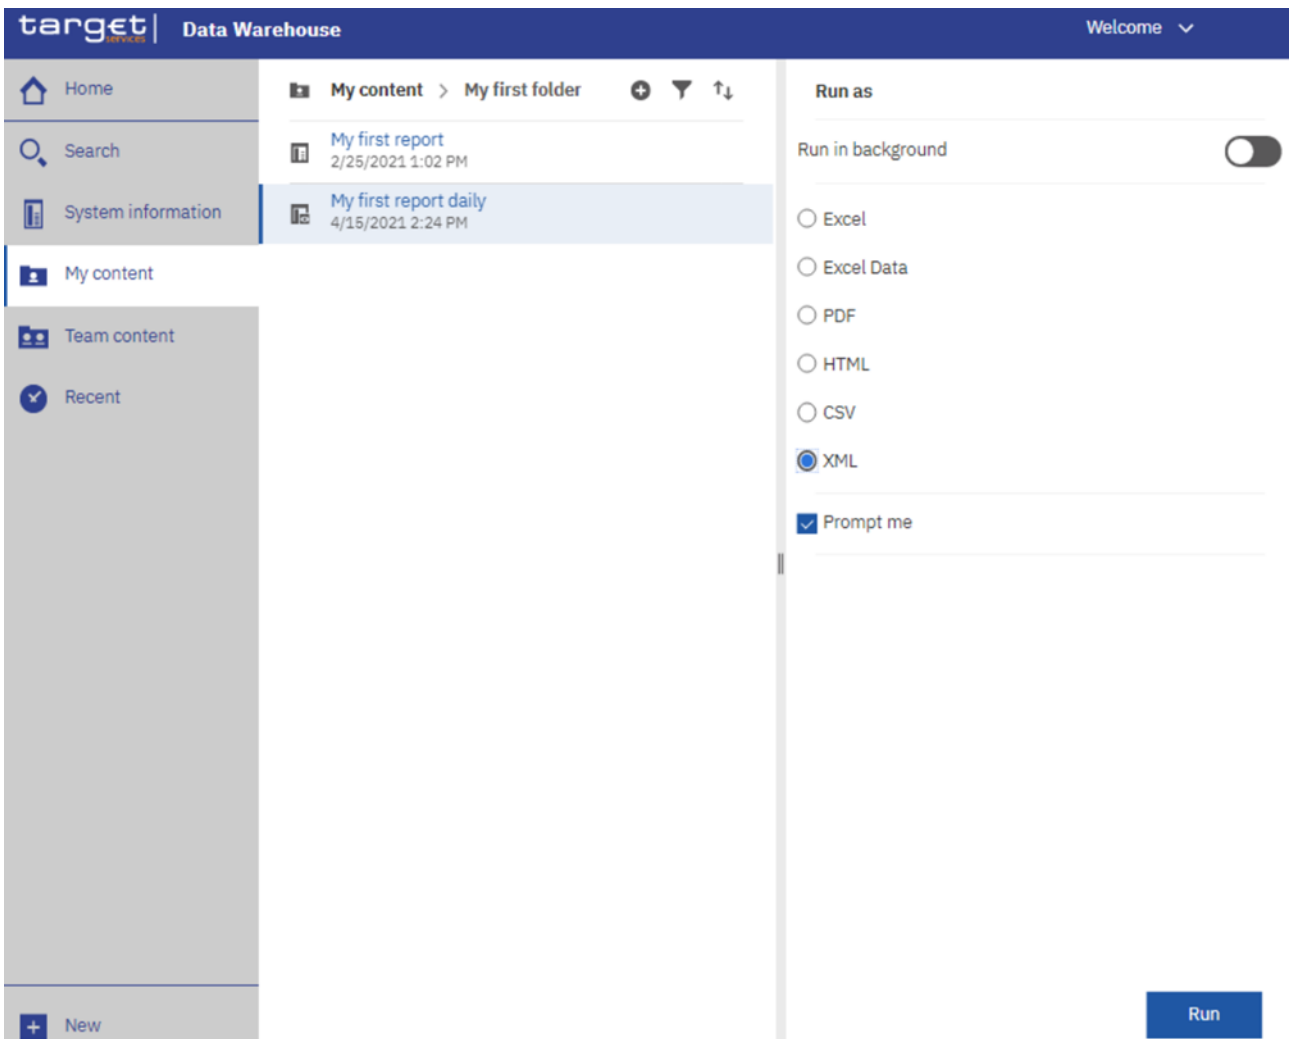 target services | Data Warehouse
Welcome
Home
Search
System information
My content
Team content
Recent
New
My content > My first folder
My first report
2/25/2021 1:02 PM
My first report daily
4/15/2021 2:24 PM
Run as
Run in background
Excel
Excel Data
PDF
HTML
CSV
XML
Prompt me
Run